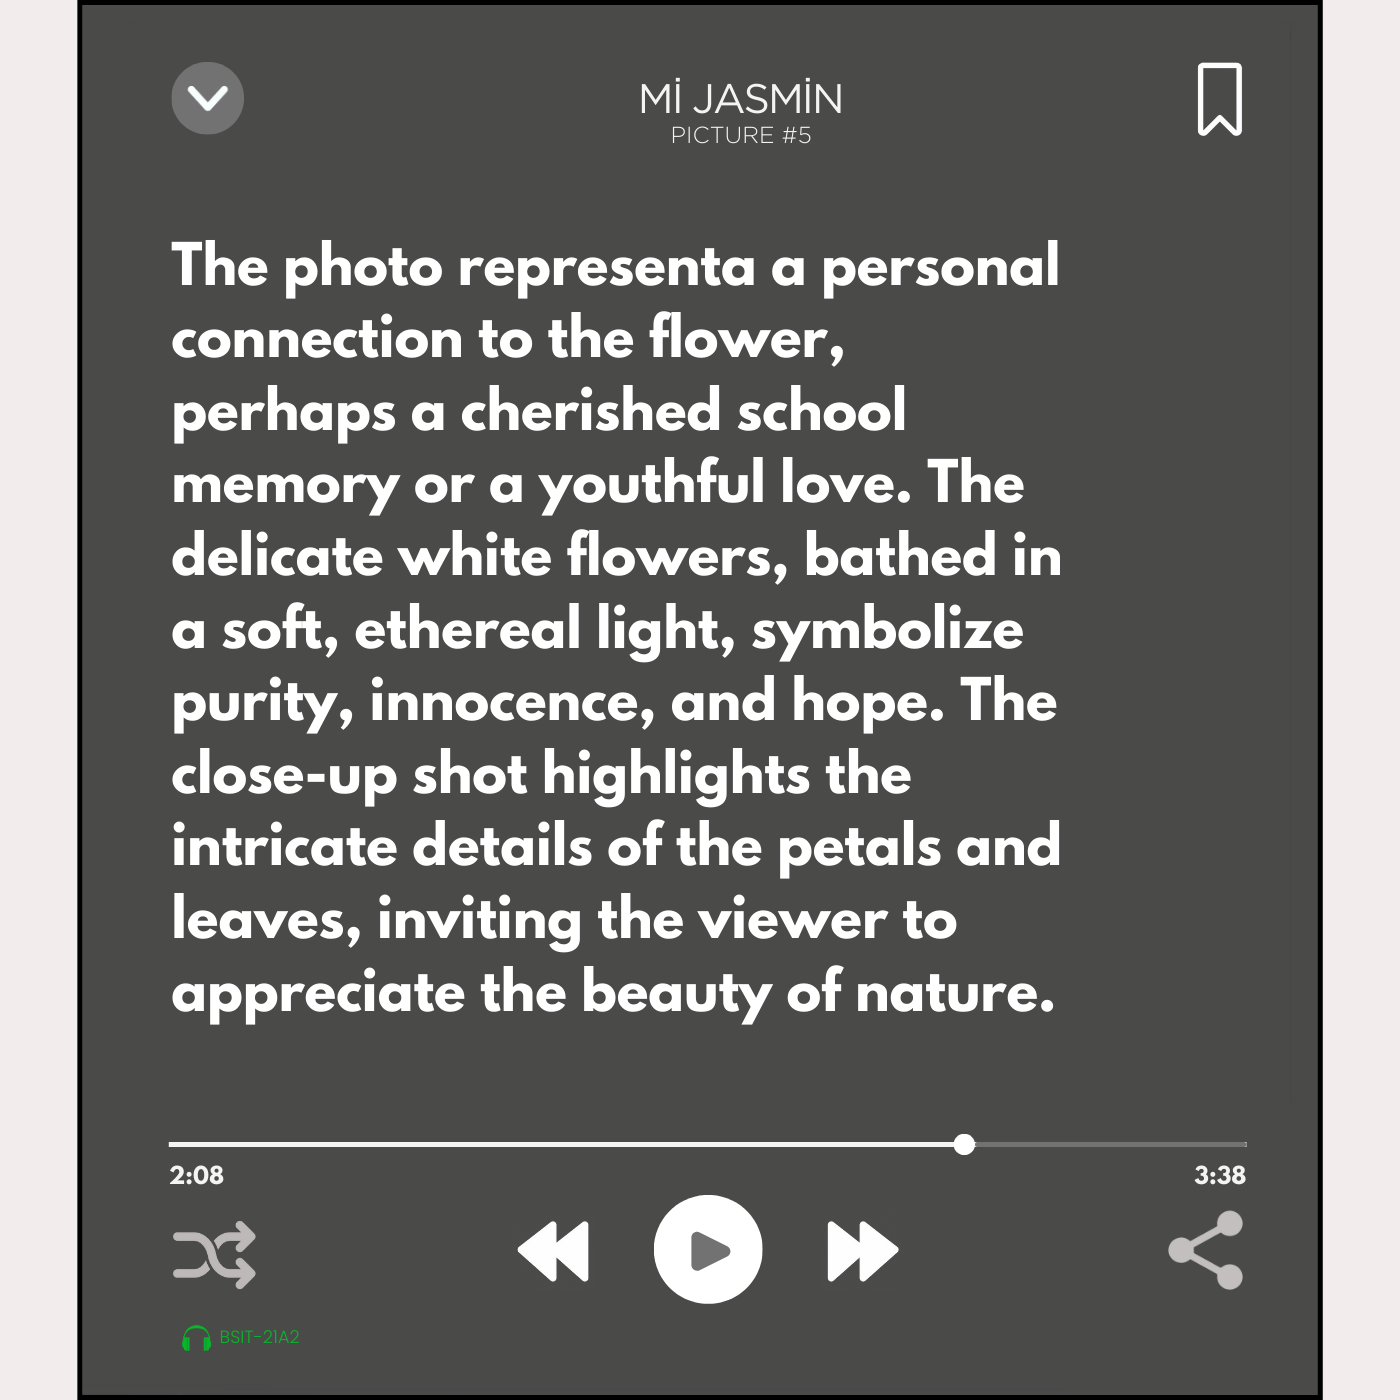 Mİ JASMİN
PICTURE #5
The photo representa a personal
connection to the flower,
perhaps a cherished school
memory or a youthful love. The
delicate white flowers, bathed in
a soft, ethereal light, symbolize
purity, innocence, and hope. The
close-up shot highlights the
intricate details of the petals and
leaves, inviting the viewer to
appreciate the beauty of nature.
2:08
3:38
BSIT-21A2